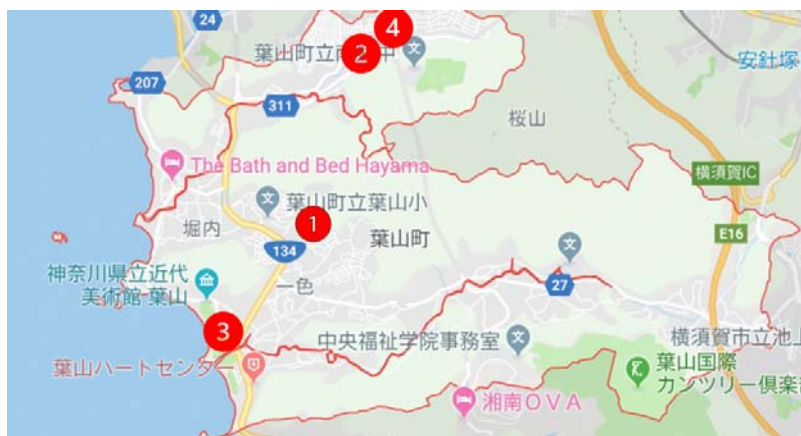 24
4
葉山町立南
中
2
安針塚
207
311
桜山
The Bath and Bed Hayama
横須賀IC
葉山町立葉山小
堀内
1
134
葉山町
E16
神奈川県立近代
美術館 葉山
一色
27
3
中央福祉学院事務室
横須賀市立池上
葉山ハートセンター
葉山国際
カンツリー倶楽部
湘南OVA